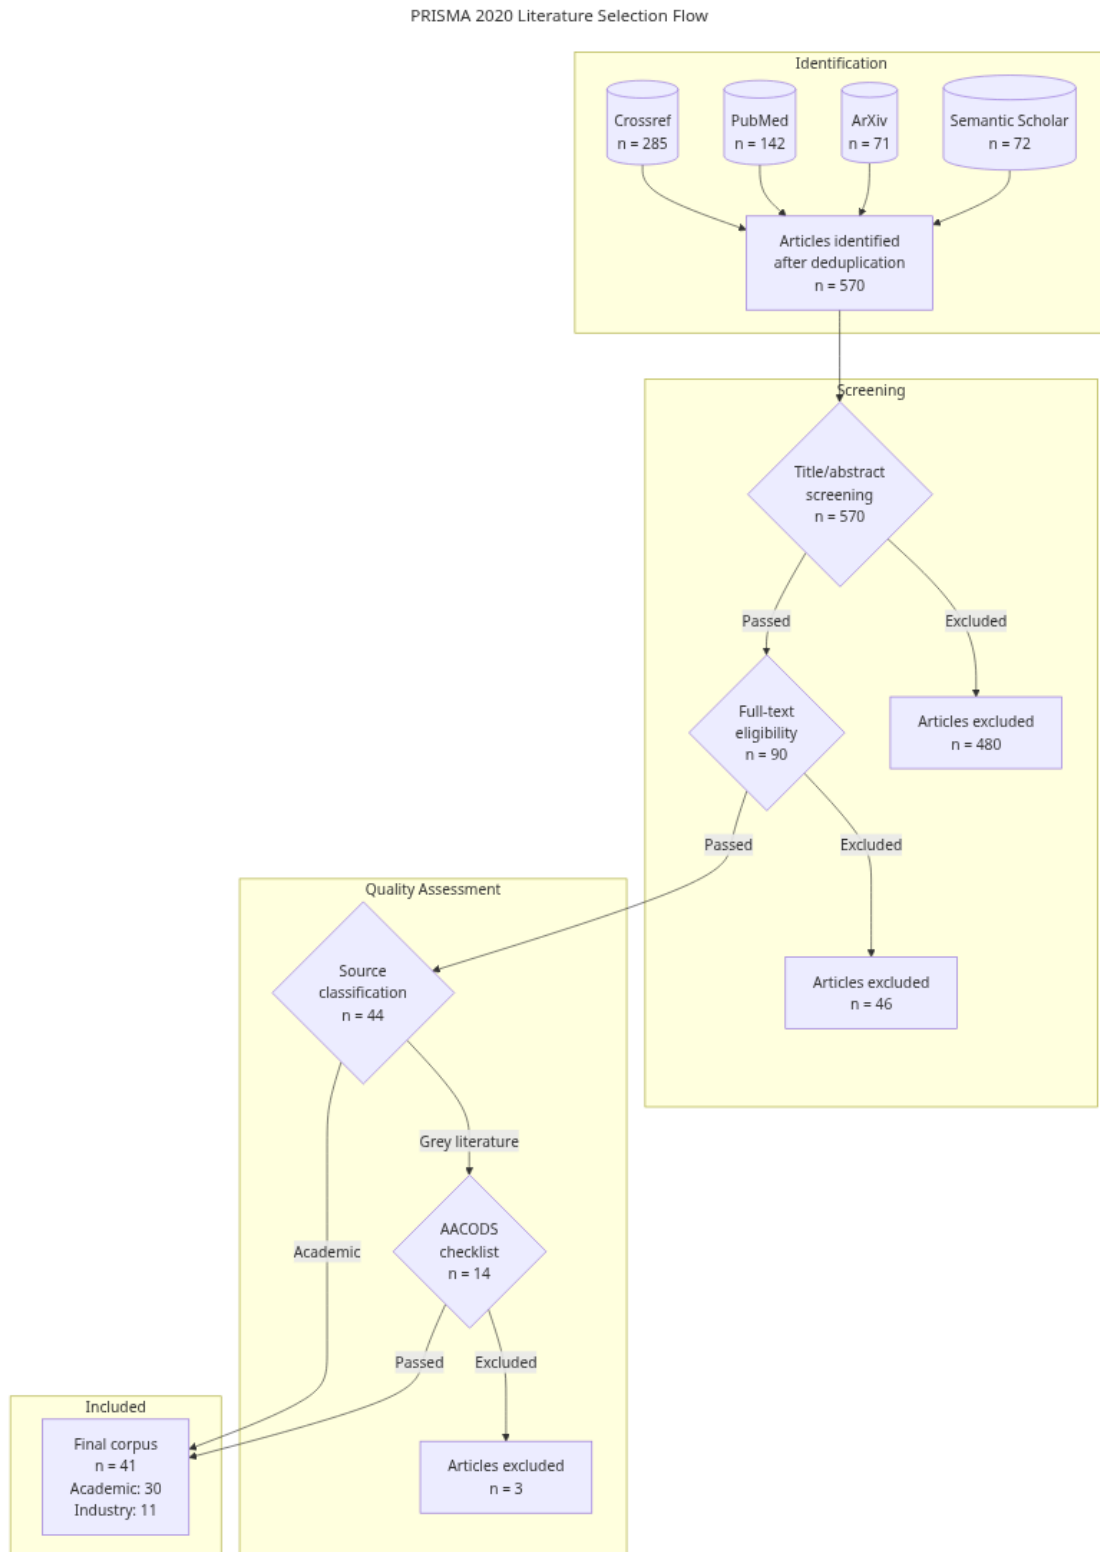 PRISMA 2020 Literature Selection Flow
Identification
Crossref
n = 285
PubMed
n = 142
ArXiv
n = 71
Semantic Scholar
n = 72
Articles identified
after deduplication
n = 570
Screening
Title/abstract
screening
n = 570
Passed
Excluded
Full-text
eligibility
n = 90
Articles excluded
n = 480
Passed
Excluded
Quality Assessment
Source
classification
n = 44
Articles excluded
n = 46
Grey literature
Academic
AACODS
checklist
n = 14
Passed
Excluded
Included
Final corpus
n = 41
Academic: 30
Industry: 11
Articles excluded
n = 3